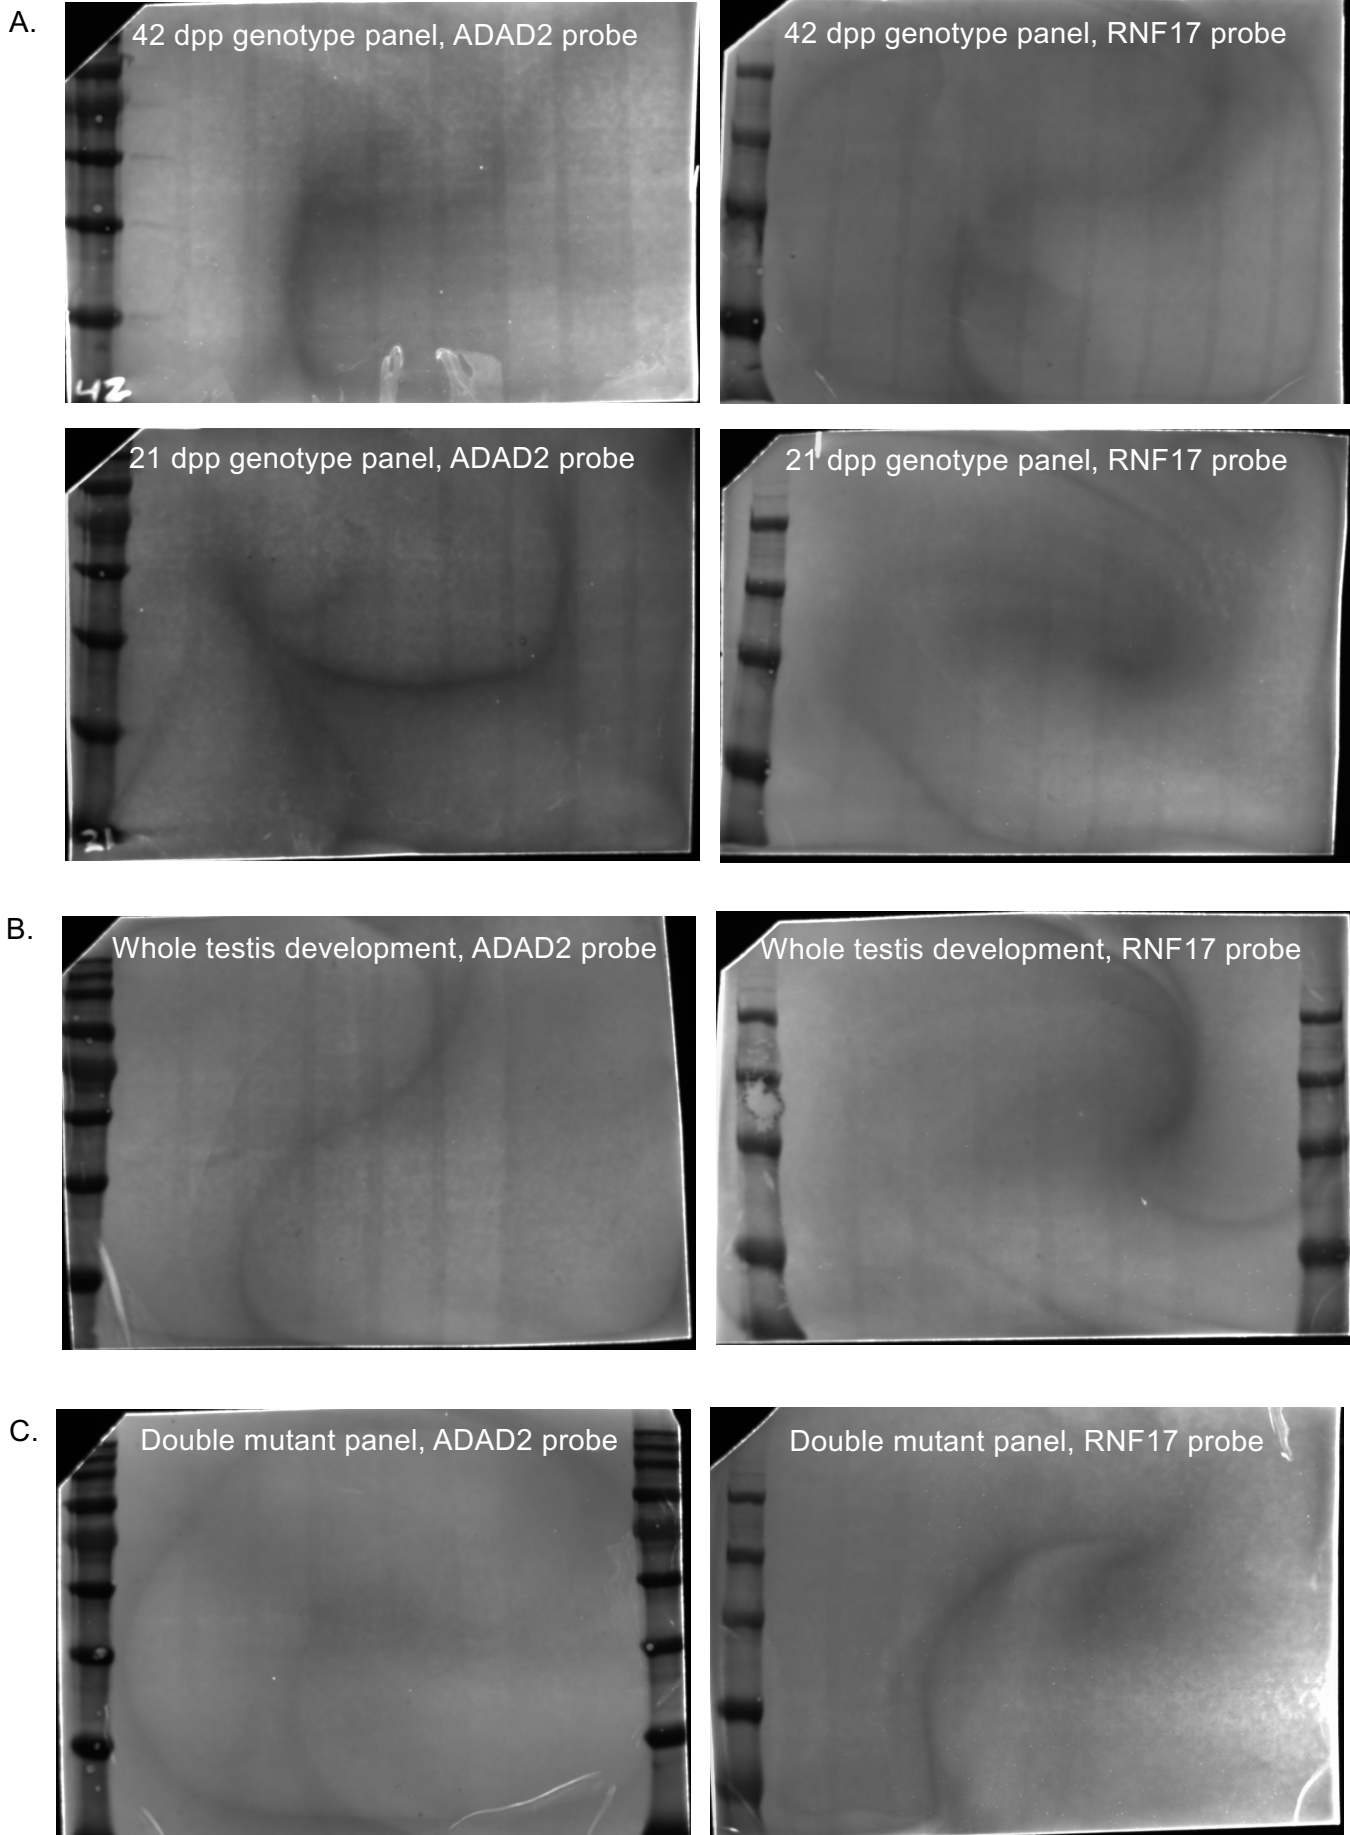 A.
42 dpp genotype panel, ADAD2 probe
42 dpp genotype panel, RNF17 probe
42
21 dpp genotype panel, ADAD2 probe
21 dpp genotype panel, RNF17 probe
21
B.
Whole testis development, ADAD2 probe
Whole testis development, RNF17 probe
C.
Double mutant panel, ADAD2 probe
Double mutant panel, RNF17 probe